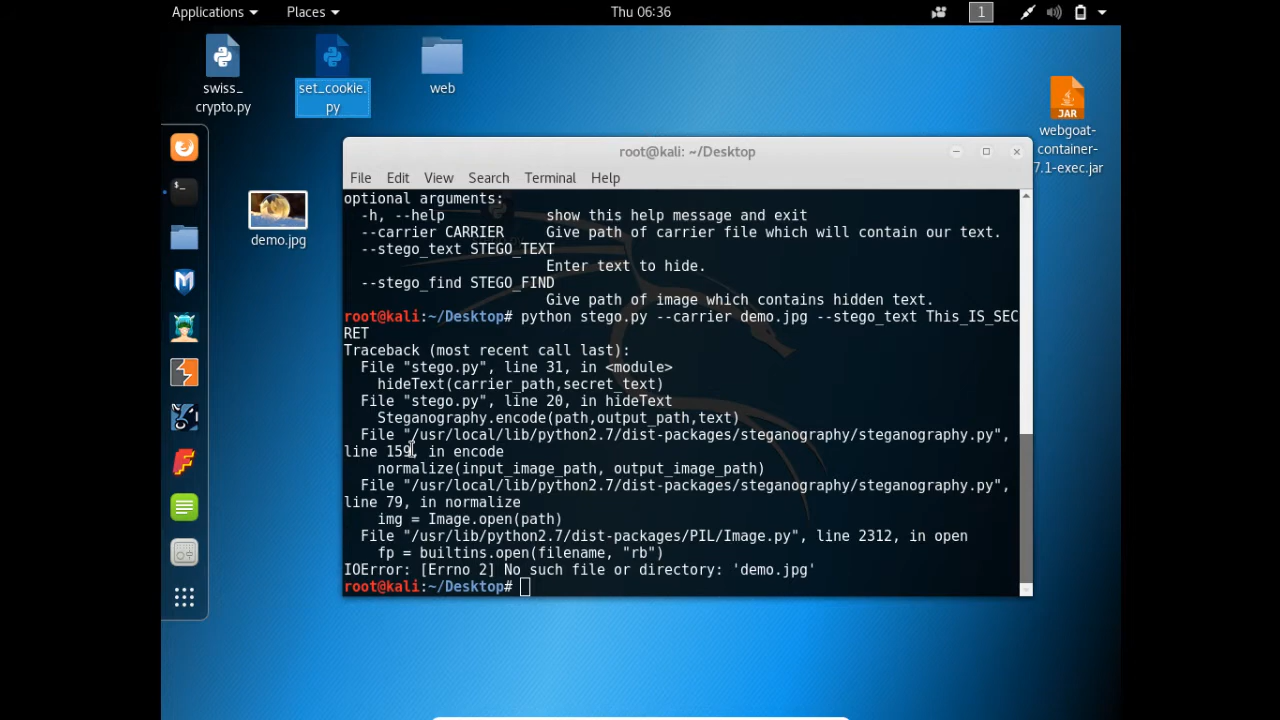 Applications
Places
Thu 06:36
1
swiss_
crypto.py
set_cookie.
py
web
JAR
webgoat-
container-
7.1-exec.jar
demo.jpg
root@kali: ~/Desktop
File Edit View Search Terminal Help
optional arguments:
-h, --help show this help message and exit
--carrier CARRIER Give path of carrier file which will contain our text.
--stego_text STEGO_TEXT
Enter text to hide.
--stego_find STEGO_FIND
Give path of image which contains hidden text.
root@kali:~/Desktop# python stego.py --carrier demo.jpg --stego_text This_IS_SEC
RET
Traceback (most recent call last):
File "stego.py", line 31, in <module>
hideText(carrier_path,secret_text)
File "stego.py", line 20, in hideText
Steganography.encode(path,output_path,text)
File "/usr/local/lib/python2.7/dist-packages/steganography/steganography.py",
line 159, in encode
normalize(input_image_path, output_image_path)
File "/usr/local/lib/python2.7/dist-packages/steganography/steganography.py",
line 79, in normalize
img = Image.open(path)
File "/usr/lib/python2.7/dist-packages/PIL/Image.py", line 2312, in open
fp = builtins.open(filename, "rb")
IOError: [Errno 2] No such file or directory: 'demo.jpg'
root@kali:~/Desktop#